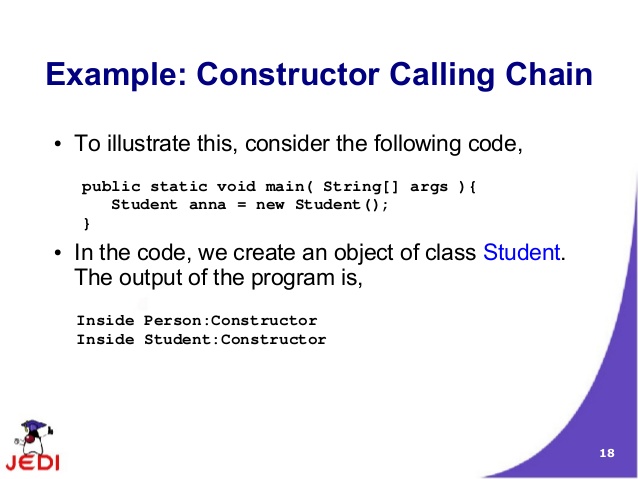 Example: Constructor Calling Chain
• To illustrate this, consider the following code,
public static void main( String[] args ){
Student anna = new Student();
}
• In the code, we create an object of class Student.
The output of the program is,
Inside Person:Constructor
Inside Student:Constructor
JEDI
18